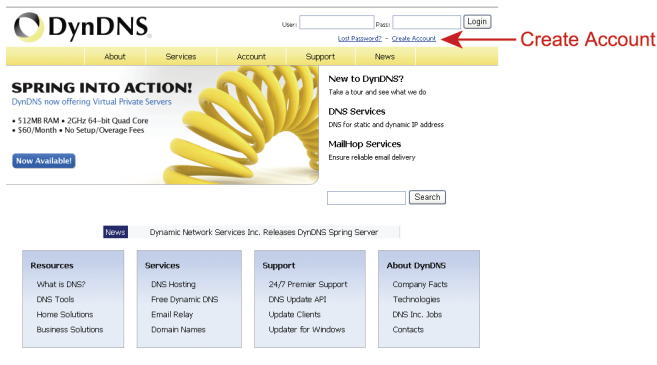 DynDNS
User: Pass: Login
Lost Password? - Create Account
Create Account
About Services Account Support News
SPRING INTO ACTION!
DynDNS now offering Virtual Private Servers
• 512MB RAM • 2GHz 64-bit Quad Core
• $60/Month • No Setup/Overage Fees
Now Available!
New to DynDNS?
Take a tour and see what we do
DNS Services
DNS for static and dynamic IP address
MailHop Services
Ensure reliable email delivery
Search
News Dynamic Network Services Inc. Releases DynDNS Spring Server
Resources
What is DNS?
DNS Tools
Home Solutions
Business Solutions
Services
DNS Hosting
Free Dynamic DNS
Email Relay
Domain Names
Support
24/7 Premier Support
DNS Update API
Update Clients
Updater for Windows
About DynDNS
Company Facts
Technologies
DNS Inc. Jobs
Contacts